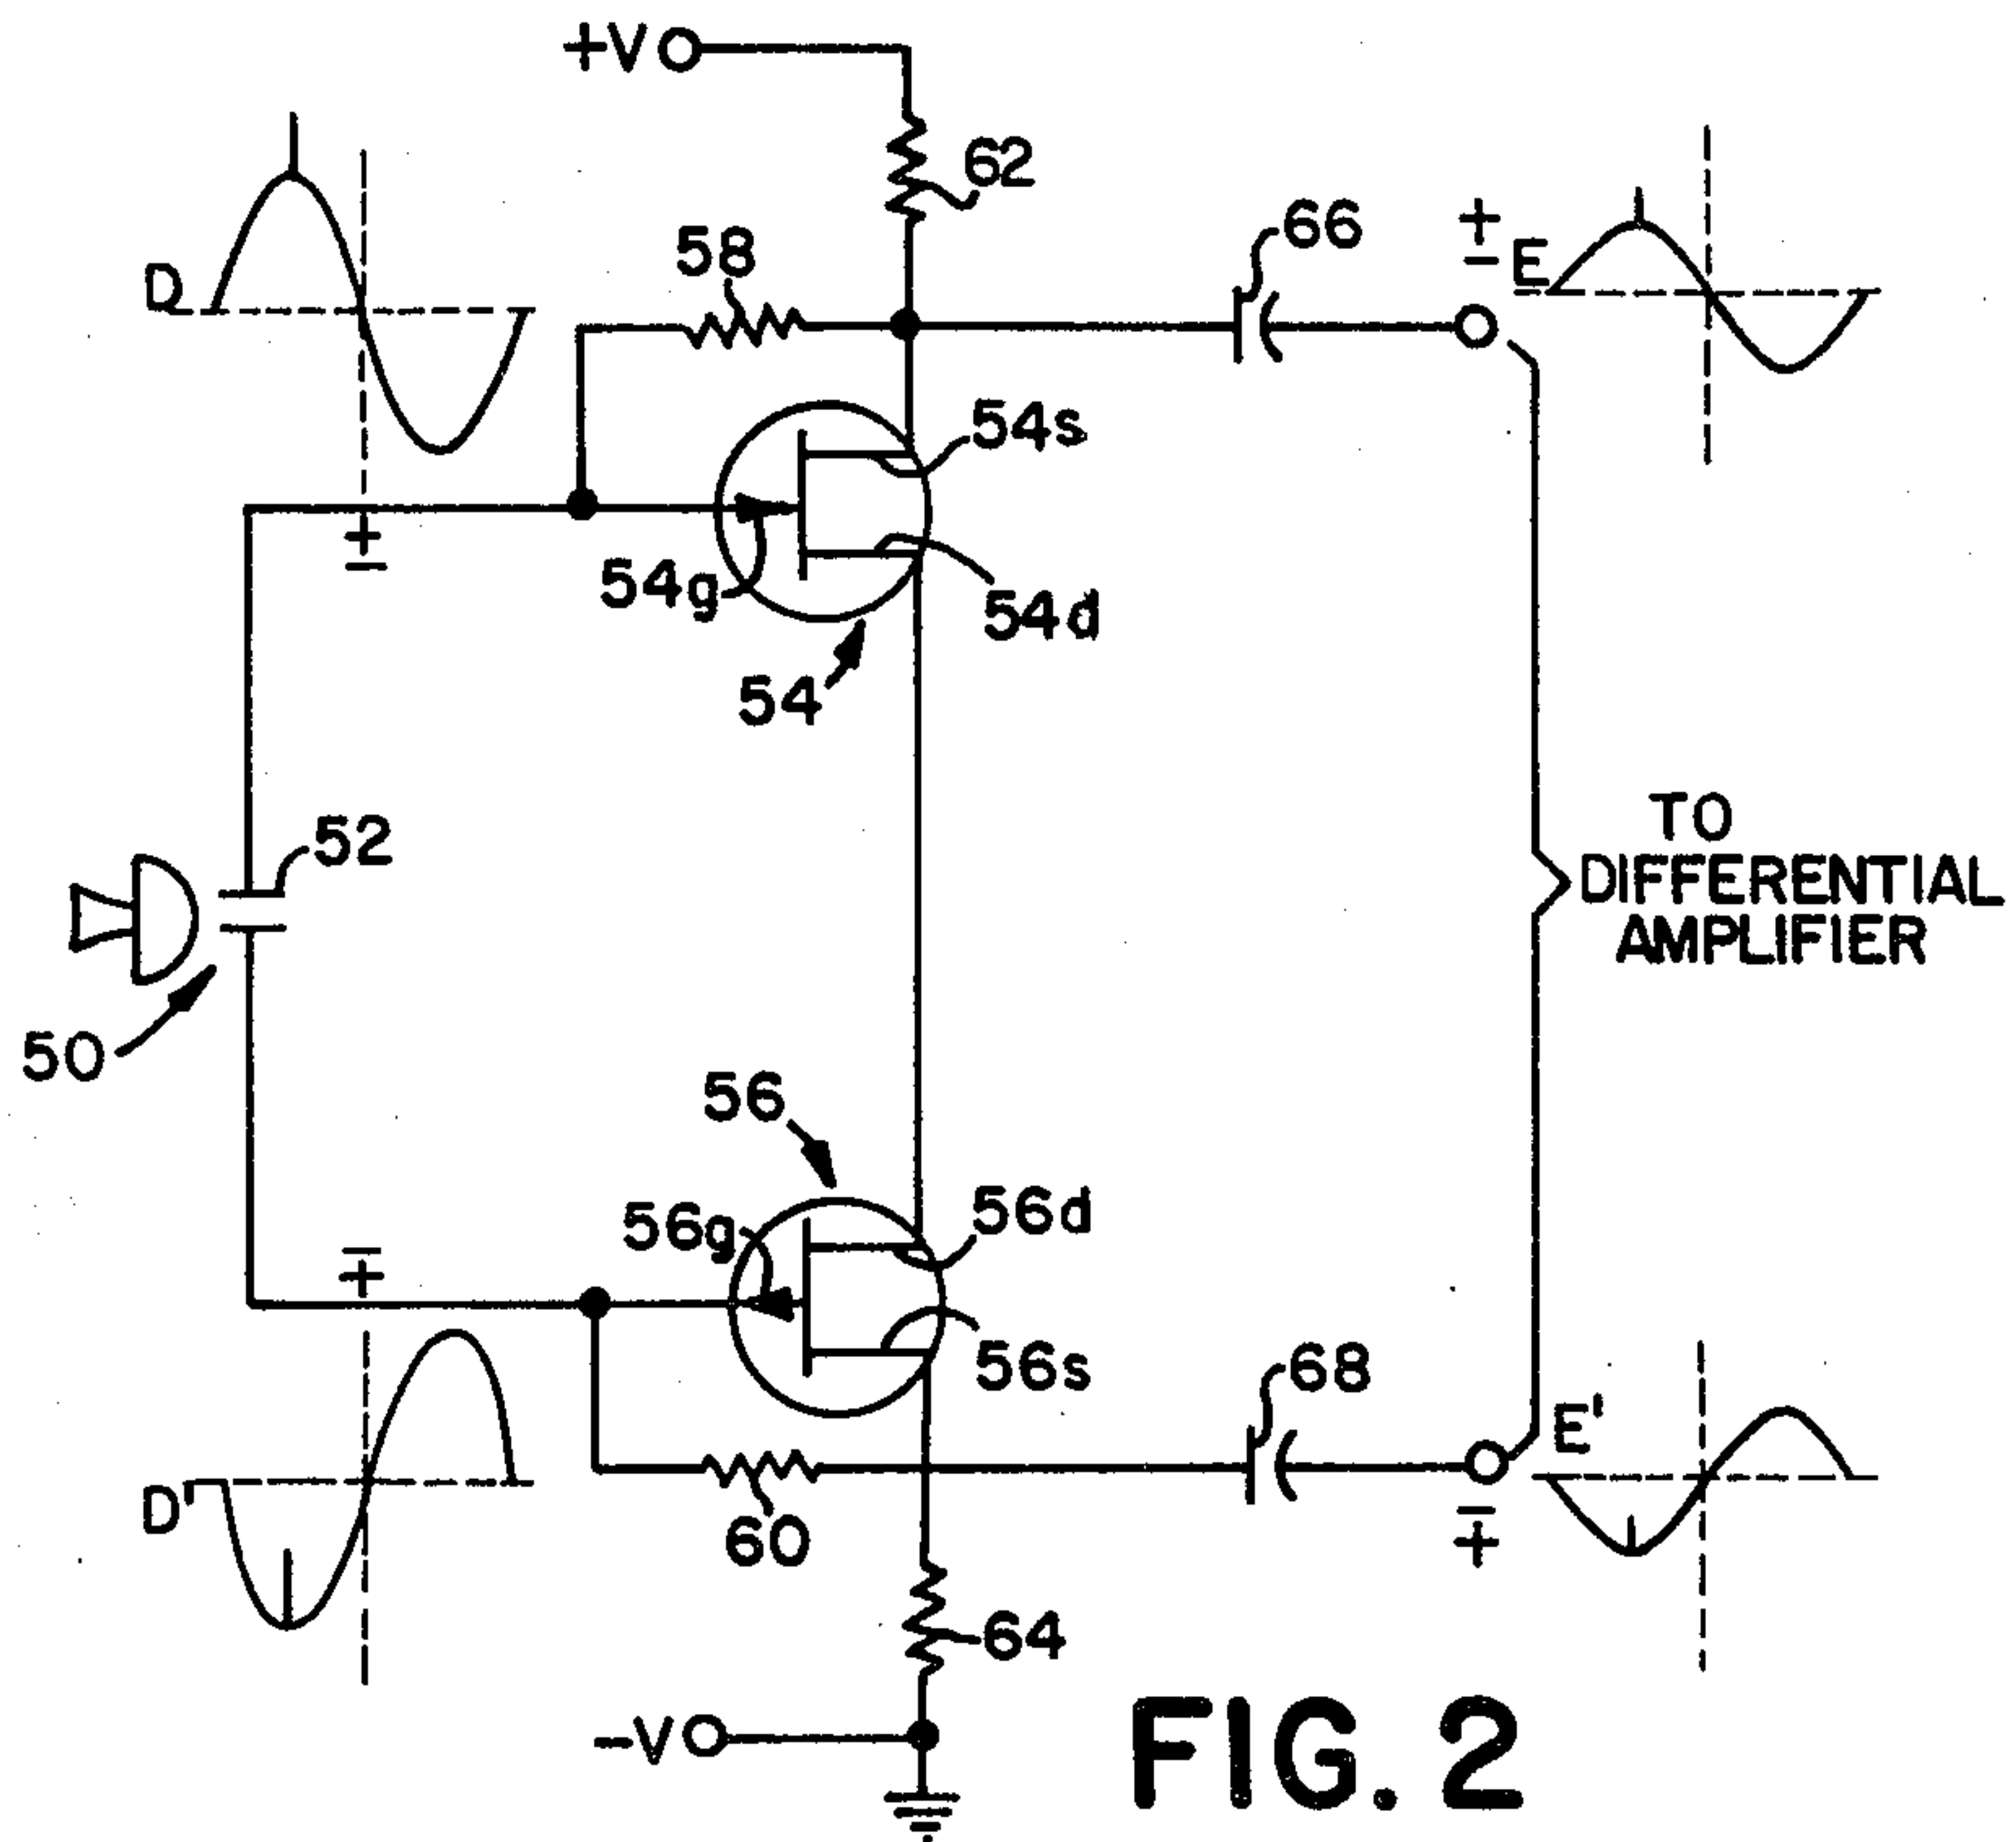 +V
62
58
66
+
- E
D
54s
+
-
54g
54d
54
52
TO
DIFFERENTIAL
AMPLIFIER
50
56
56g
56d
-
+
56s
68
E'
D'
60
-
+
64
-V
FIG. 2